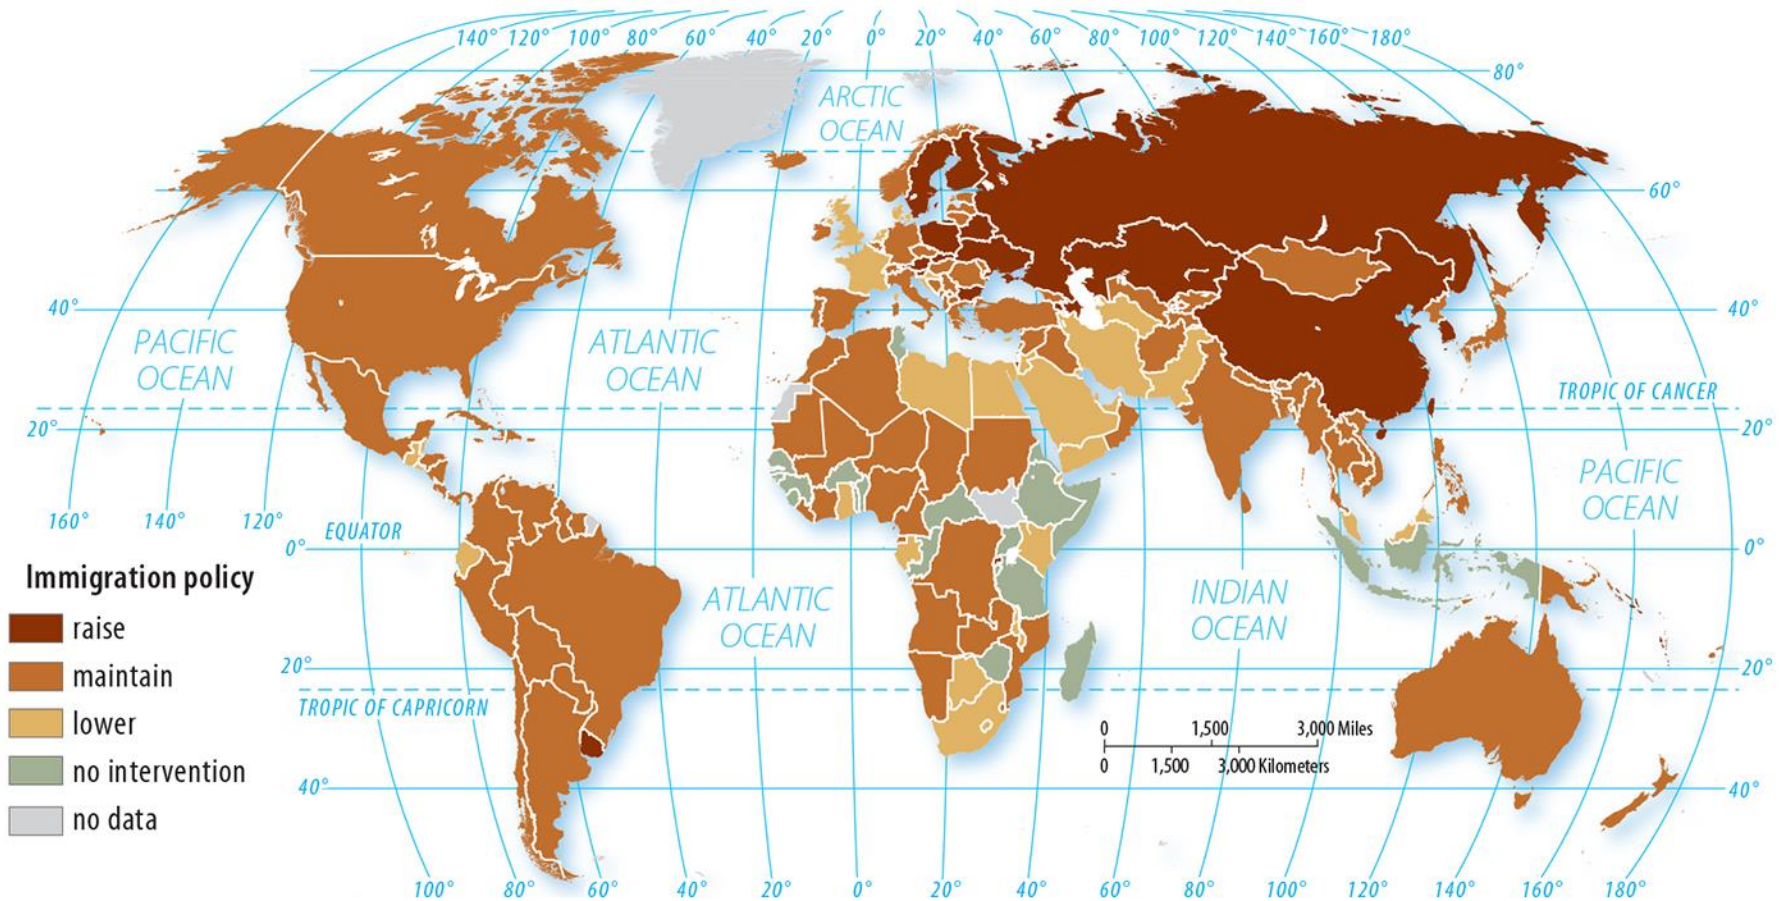 140° 120° 100° 80° 60° 40° 20° 0° 20° 40° 60° 80° 100° 120° 140° 160° 180°
80°
ARCTIC
OCEAN
60°
40°
40°
PACIFIC
OCEAN
ATLANTIC
OCEAN
TROPIC OF CANCER
20°
20°
PACIFIC
OCEAN
160° 140° 120°
EQUATOR
0°
0°
Immigration policy
raise
maintain
lower
no intervention
no data
ATLANTIC
OCEAN
INDIAN
OCEAN
20°
20°
TROPIC OF CAPRICORN
0 1,500 3,000 Miles
0 1,500 3,000 Kilometers
40°
40°
100° 80° 60° 40° 20° 0° 20° 40° 60° 80° 100° 120° 140° 160° 180°